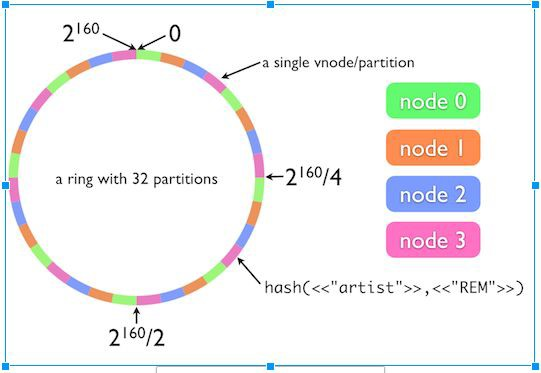 2¹⁶⁰
0
a single vnode/partition
node 0
node 1
a ring with 32 partitions
2¹⁶⁰/4
node 2
node 3
hash(<<"artist">>,<<"REM">>)
2¹⁶⁰/2